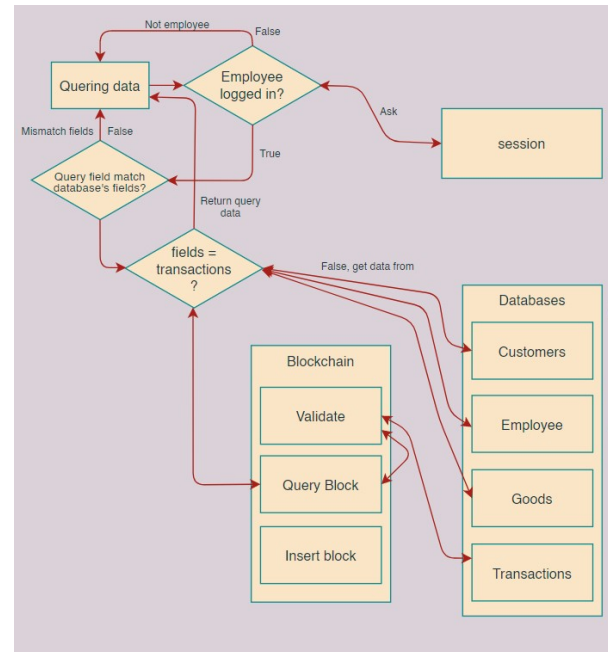 Not employee
False
Quering data
Employee
logged in?
Ask
session
Mismatch fields
False
True
Query field match
database's fields?
Return query
data
fields =
transactions
?
False, get data from
Databases
Customers
Blockchain
Validate
Employee
Query Block
Goods
Insert block
Transactions